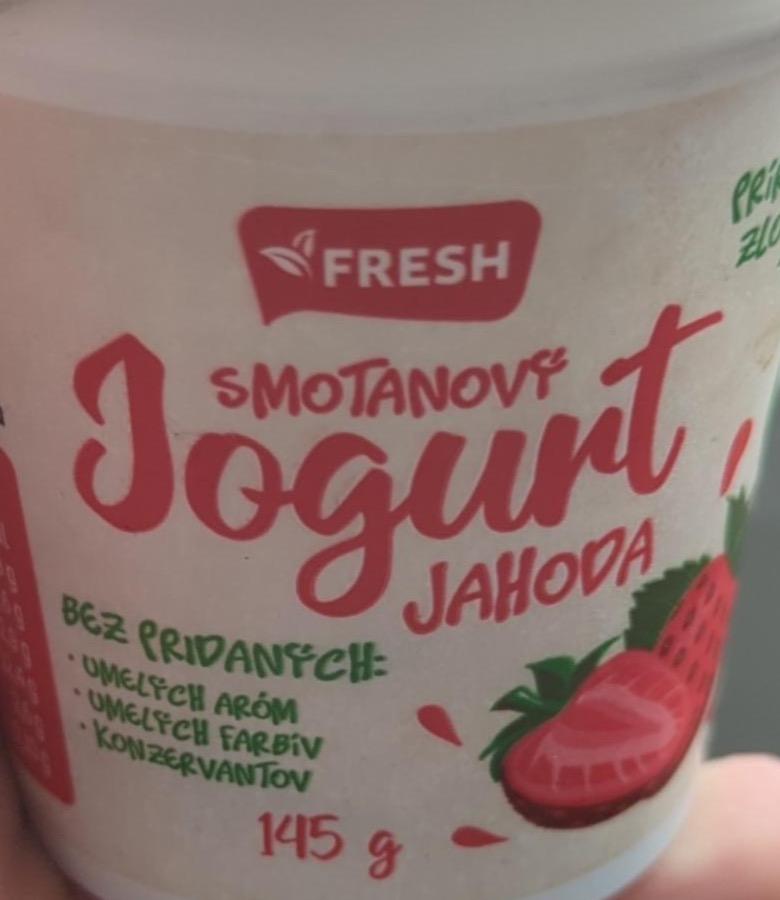 FRESH
SMOTANOVÝ
Jogurt
JAHODA
BEZ PRIDANÝCH:
· UMELÝCH ARÓM
· UMELÝCH FARBÍV
· KONZERVANTOV
145 g